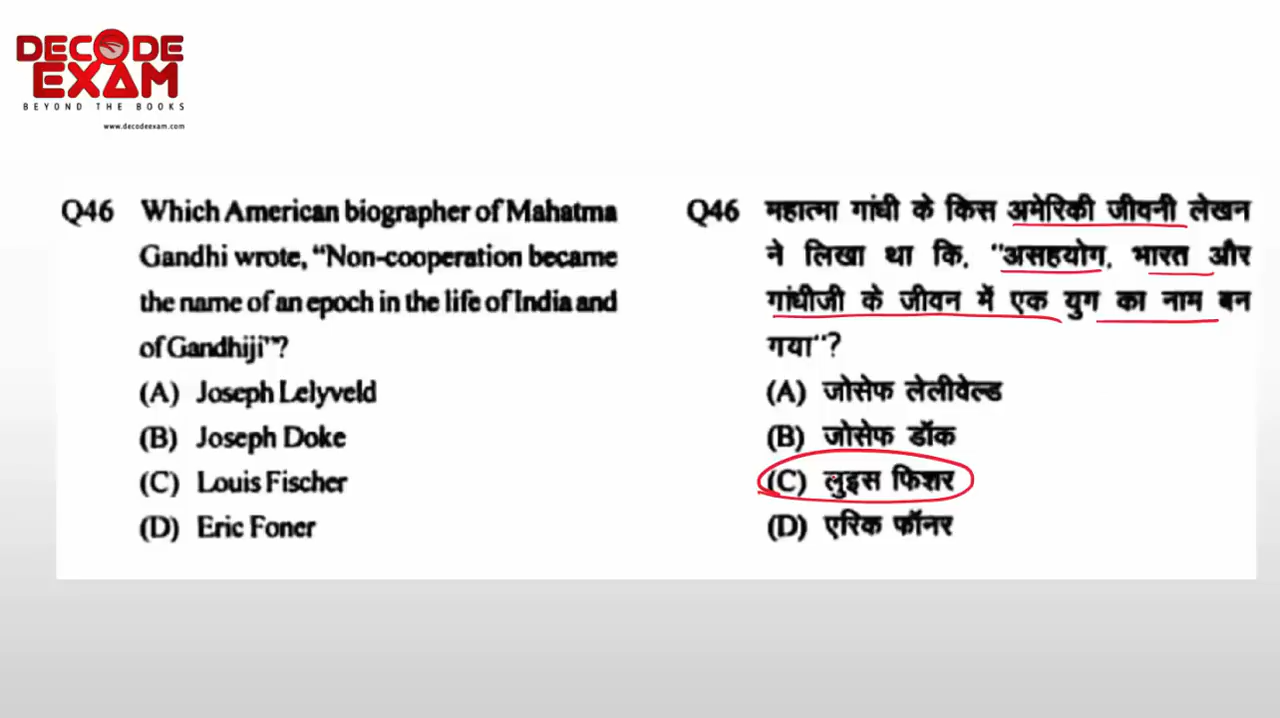 DECODE
EXAM
BEYOND THE BOOKS
www.decodeexam.com
Q46 Which American biographer of Mahatma
Gandhi wrote, “Non-cooperation became
the name of an epoch in the life of India and
of Gandhiji”?
(A) Joseph Lelyveld
(B) Joseph Doke
(C) Louis Fischer
(D) Eric Foner
Q46 महात्मा गांधी के किस अमेरिकी जीवनी लेखन
ने लिखा था कि, "असहयोग, भारत और
गांधीजी के जीवन में एक युग का नाम बन
गया"?
(A) जोसेफ लेलीवेल्ड
(B) जोसेफ डॉक
(C) लुइस फिशर
(D) एरिक फॉनर